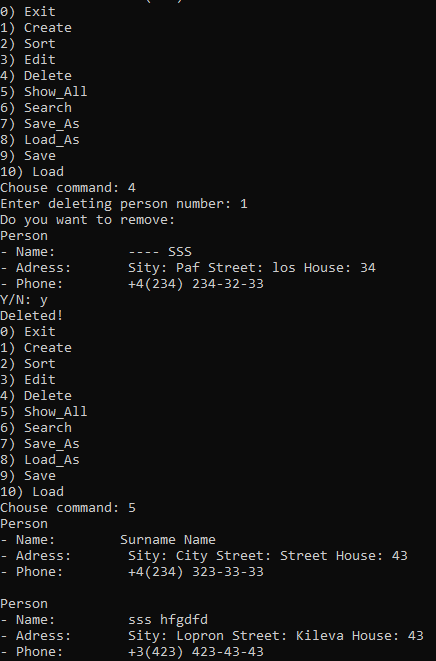 0) Exit
1) Create
2) Sort
3) Edit
4) Delete
5) Show_All
6) Search
7) Save_As
8) Load_As
9) Save
10) Load
Chouse command: 4
Enter deleting person number: 1
Do you want to remove:
Person
- Name:         ---- SSS
- Adress:       Sity: Paf Street: los House: 34
- Phone:        +4(234) 234-32-33
Y/N: y
Deleted!
0) Exit
1) Create
2) Sort
3) Edit
4) Delete
5) Show_All
6) Search
7) Save_As
8) Load_As
9) Save
10) Load
Chouse command: 5
Person
- Name:        Surname Name
- Adress:       Sity: City Street: Street House: 43
- Phone:        +4(234) 323-33-33

Person
- Name:         sss hfgdfd
- Adress:       Sity: Lopron Street: Kileva House: 43
- Phone:        +3(423) 423-43-43